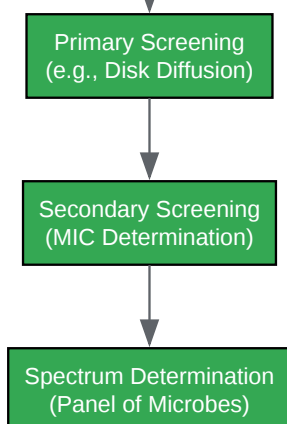 Primary Screening
(e.g., Disk Diffusion)
Secondary Screening
(MIC Determination)
Spectrum Determination
(Panel of Microbes)